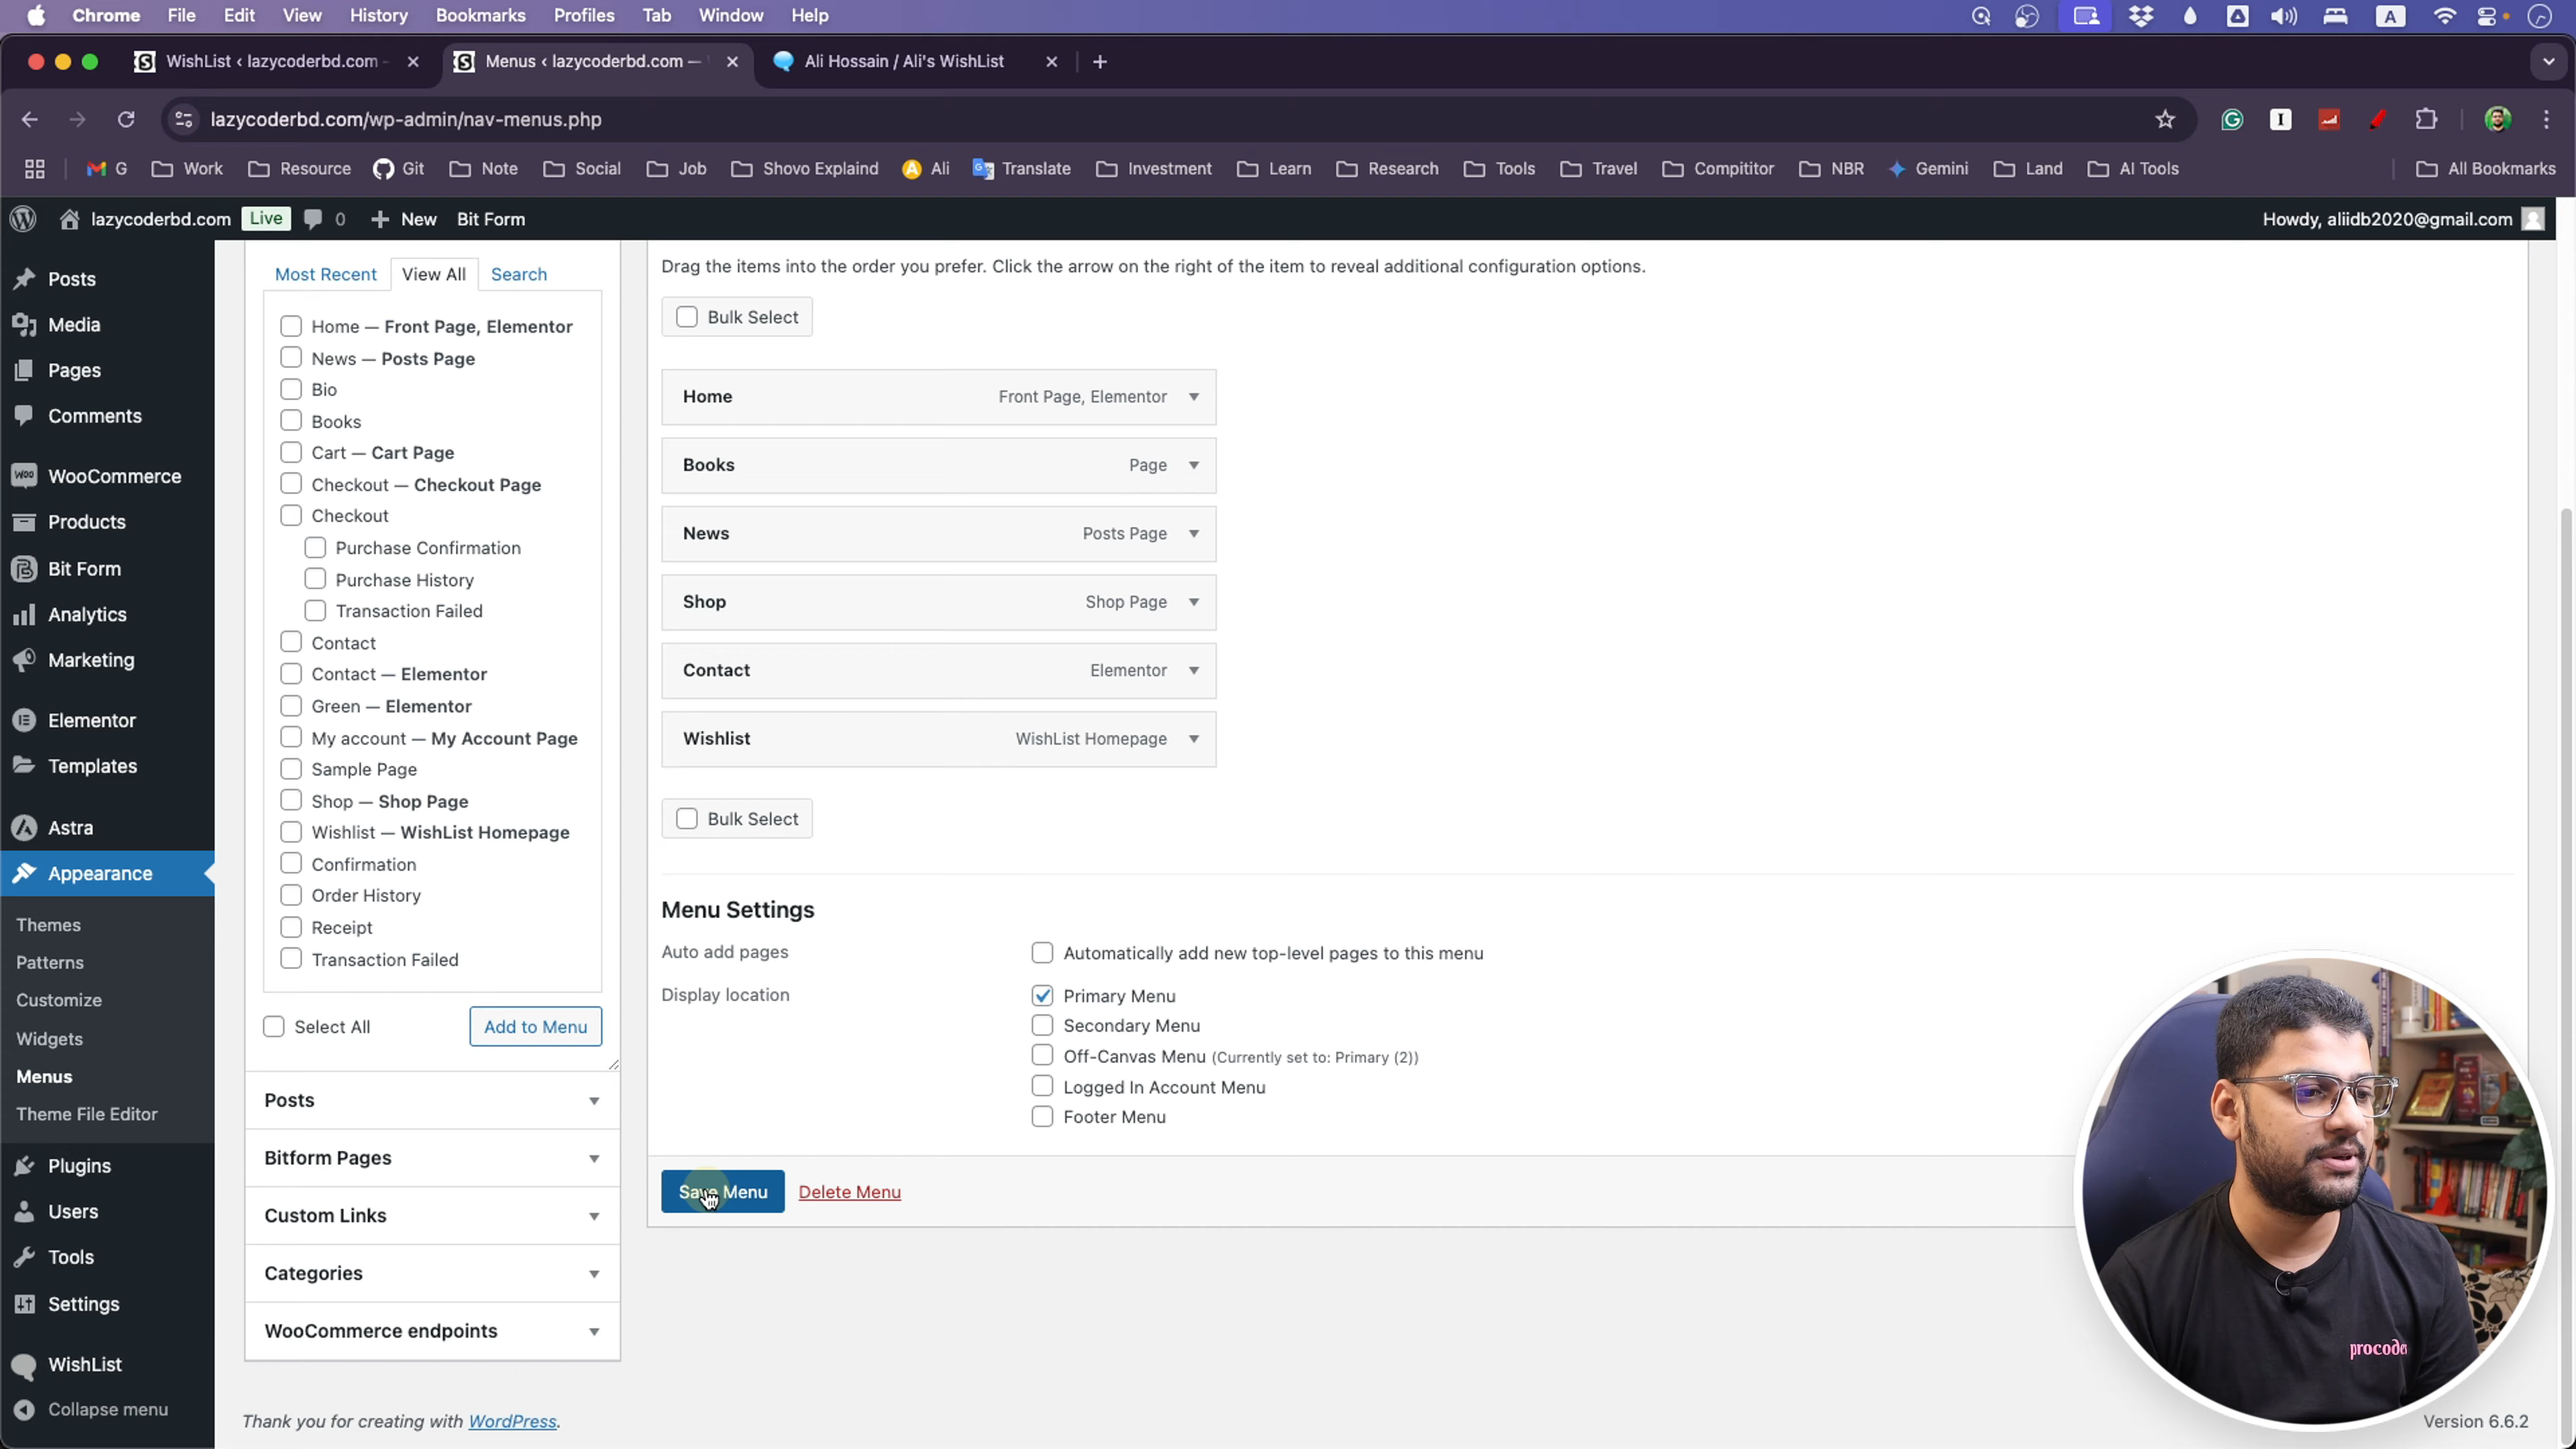 Chrome File Edit View History Bookmarks Profiles Tab Window Help A
WishList ‹ lazycoderbd.com - Menus ‹ lazycoderbd.com — Ali Hossain / Ali's WishList
lazycoderbd.com/wp-admin/nav-menus.php
G Work Resource Git Note Social Job Shovo Explaind Ali Translate Investment Learn Research Tools Travel Compititor NBR Gemini Land AI Tools All Bookmarks
lazycoderbd.com Live 0 New Bit Form Howdy, aliidb2020@gmail.com
Posts
Media
Pages
Comments
WooCommerce
Products
Bit Form
Analytics
Marketing
Elementor
Templates
Astra
Appearance
Themes
Patterns
Customize
Widgets
Menus
Theme File Editor
Plugins
Users
Tools
Settings
WishList
Collapse menu
Most Recent View All Search
Home — Front Page, Elementor
News — Posts Page
Bio
Books
Cart — Cart Page
Checkout — Checkout Page
Checkout
Purchase Confirmation
Purchase History
Transaction Failed
Contact
Contact — Elementor
Green — Elementor
My account — My Account Page
Sample Page
Shop — Shop Page
Wishlist — WishList Homepage
Confirmation
Order History
Receipt
Transaction Failed
Select All Add to Menu
Posts
Bitform Pages
Custom Links
Categories
WooCommerce endpoints
Drag the items into the order you prefer. Click the arrow on the right of the item to reveal additional configuration options.
Bulk Select
Home Front Page, Elementor
Books Page
News Posts Page
Shop Shop Page
Contact Elementor
Wishlist WishList Homepage
Bulk Select
Menu Settings
Auto add pages Automatically add new top-level pages to this menu
Display location Primary Menu
Secondary Menu
Off-Canvas Menu (Currently set to: Primary (2))
Logged In Account Menu
Footer Menu
Save Menu Delete Menu
procoder
Thank you for creating with WordPress. Version 6.6.2